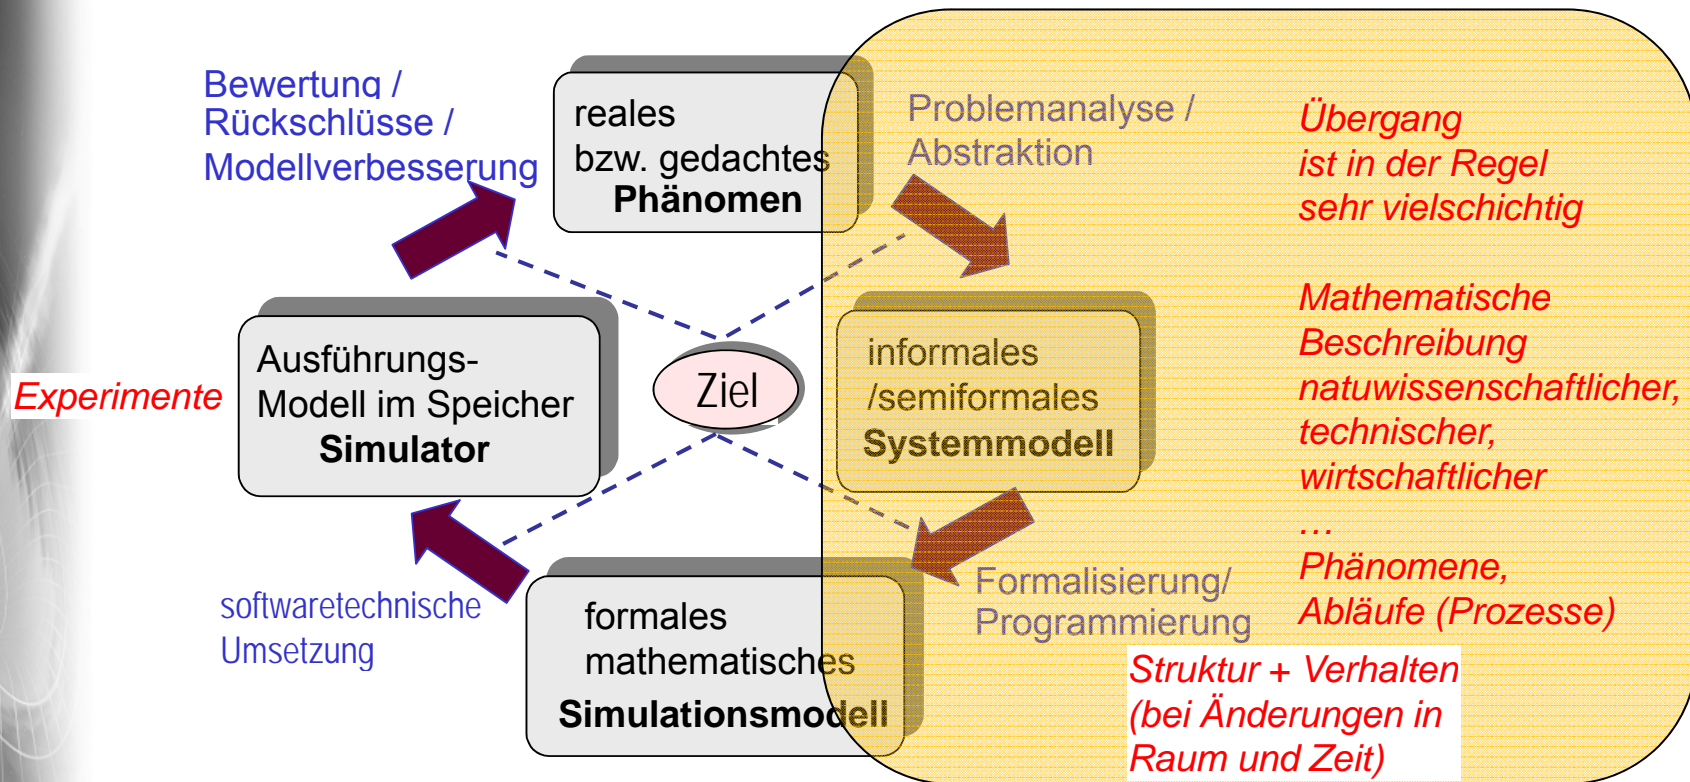 Bewertung /
Rückschlüsse /
Modellverbesserung
reales
bzw. gedachtes
Phänomen
Problemanalyse /
Abstraktion
Übergang
ist in der Regel
sehr vielschichtig
Experimente
Ausführungs-
Modell im Speicher
Simulator
Ziel
informales
/semiformales
Systemmodell
Mathematische
Beschreibung
natuwissenschaftlicher,
technischer,
wirtschaftlicher
…
Phänomene,
Abläufe (Prozesse)
softwaretechnische
Umsetzung
formales
mathematisches
Simulationsmodell
Formalisierung/
Programmierung
Struktur + Verhalten
(bei Änderungen in
Raum und Zeit)